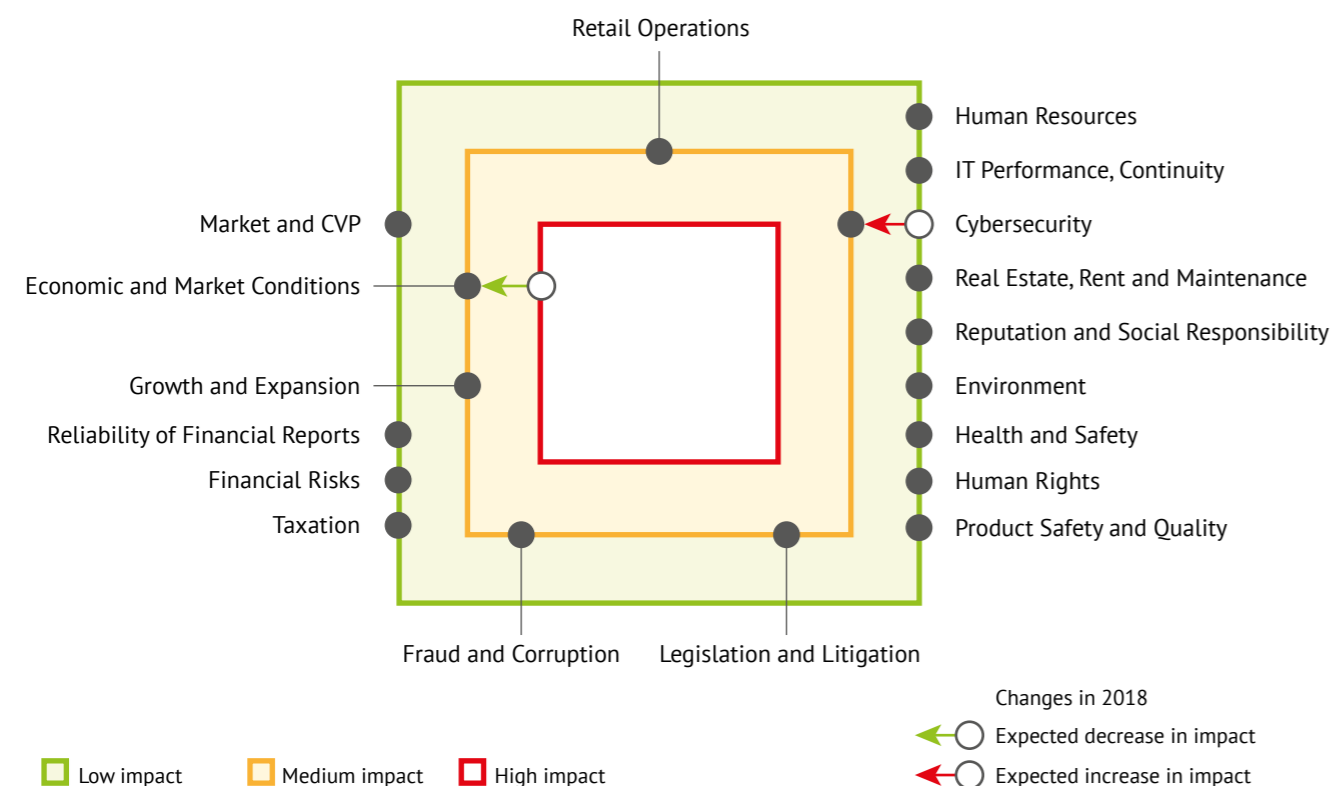 Retail Operations
Human Resources
IT Performance, Continuity
Market and CVP
Cybersecurity
Real Estate, Rent and Maintenance
Economic and Market Conditions
Reputation and Social Responsibility
Growth and Expansion
Environment
Reliability of Financial Reports
Health and Safety
Financial Risks
Human Rights
Taxation
Product Safety and Quality
Fraud and Corruption
Legislation and Litigation
Changes in 2018
Expected decrease in impact
Low impact
Medium impact
High impact
Expected increase in impact